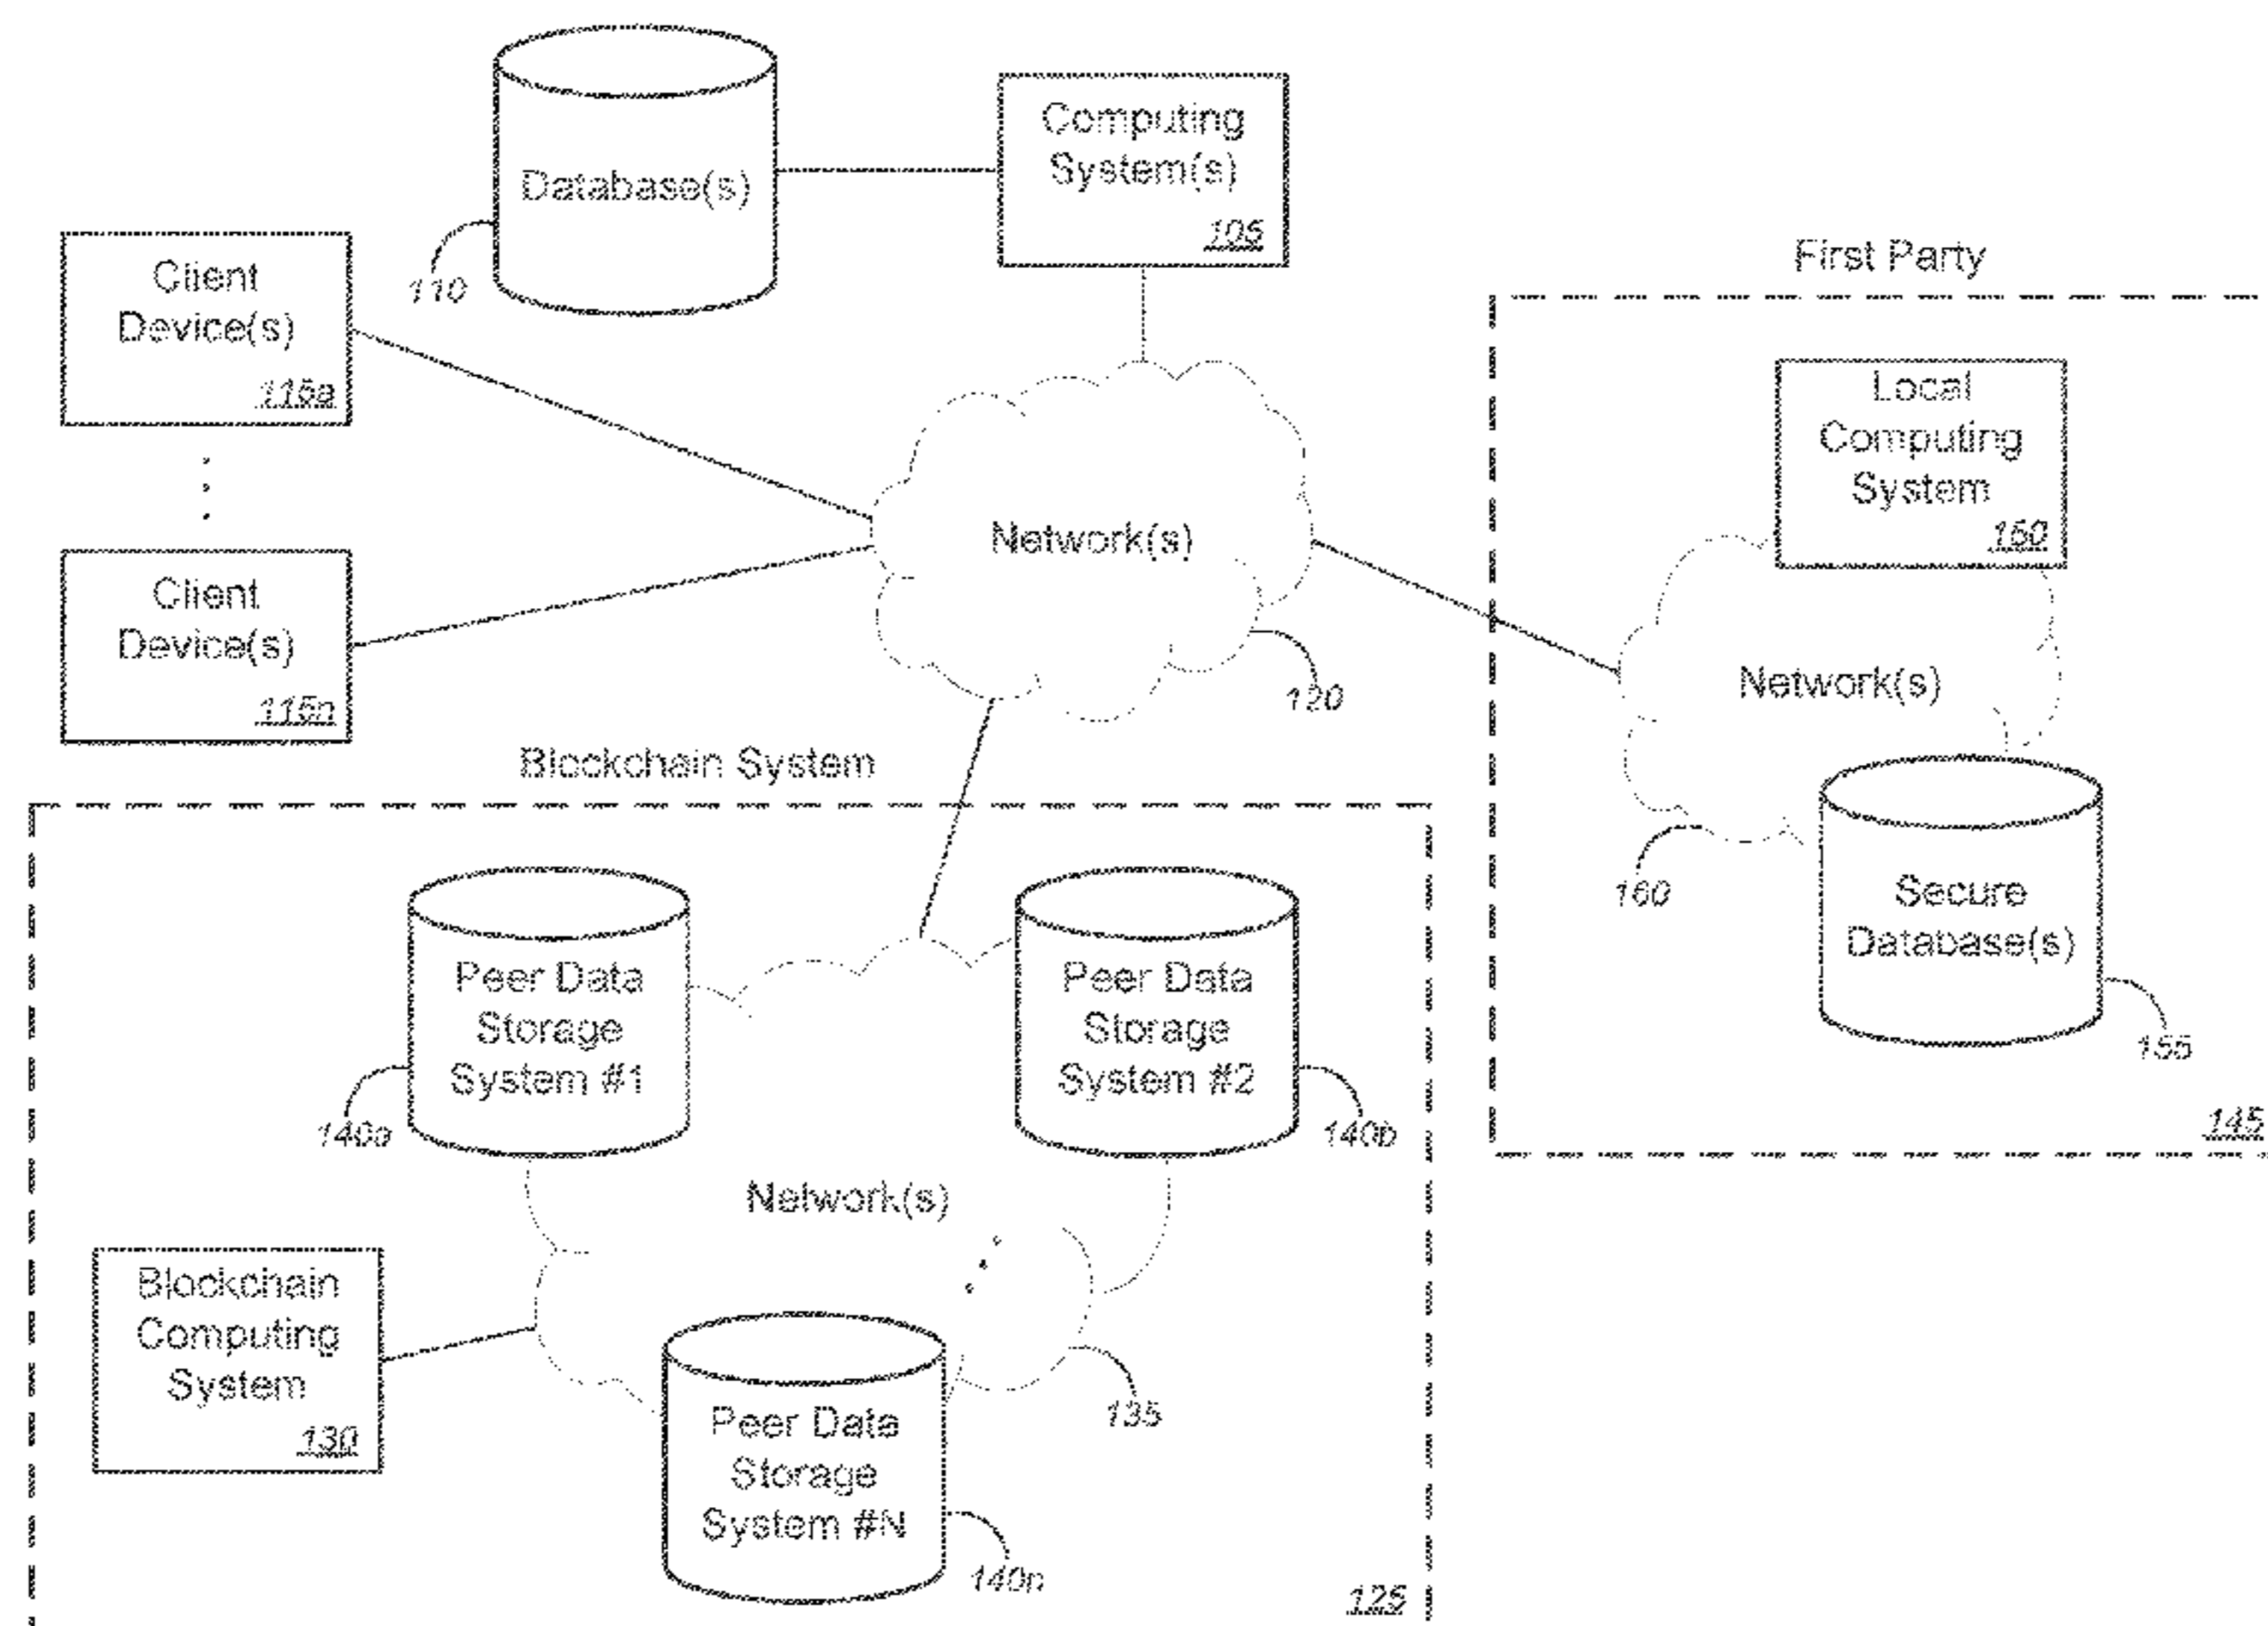 Database(s)
110
Computing
System(s)
105
Client
Device(s)
115a
Client
Device(s)
115n
Network(s)
120
First Party
Local
Computing
System
150
Network(s)
160
Secure
Database(s)
155
145
Blockchain System
Peer Data
Storage
System #1
140a
Peer Data
Storage
System #2
140b
Network(s)
135
Blockchain
Computing
System
130
Peer Data
Storage
System #N
140n
125